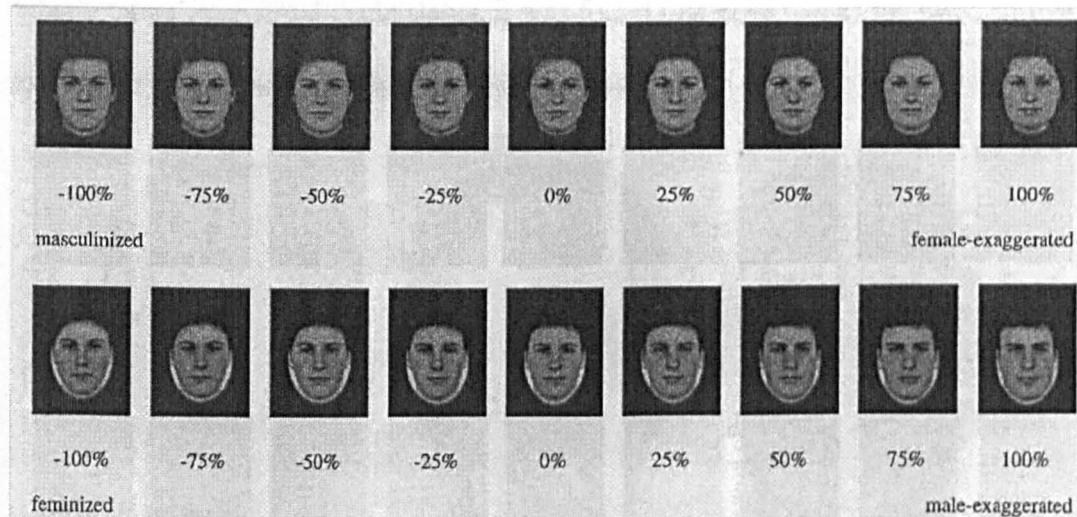 -100% -75% -50% -25% 0% 25% 50% 75% 100%
masculinized female-exaggerated
-100% -75% -50% -25% 0% 25% 50% 75% 100%
feminized male-exaggerated